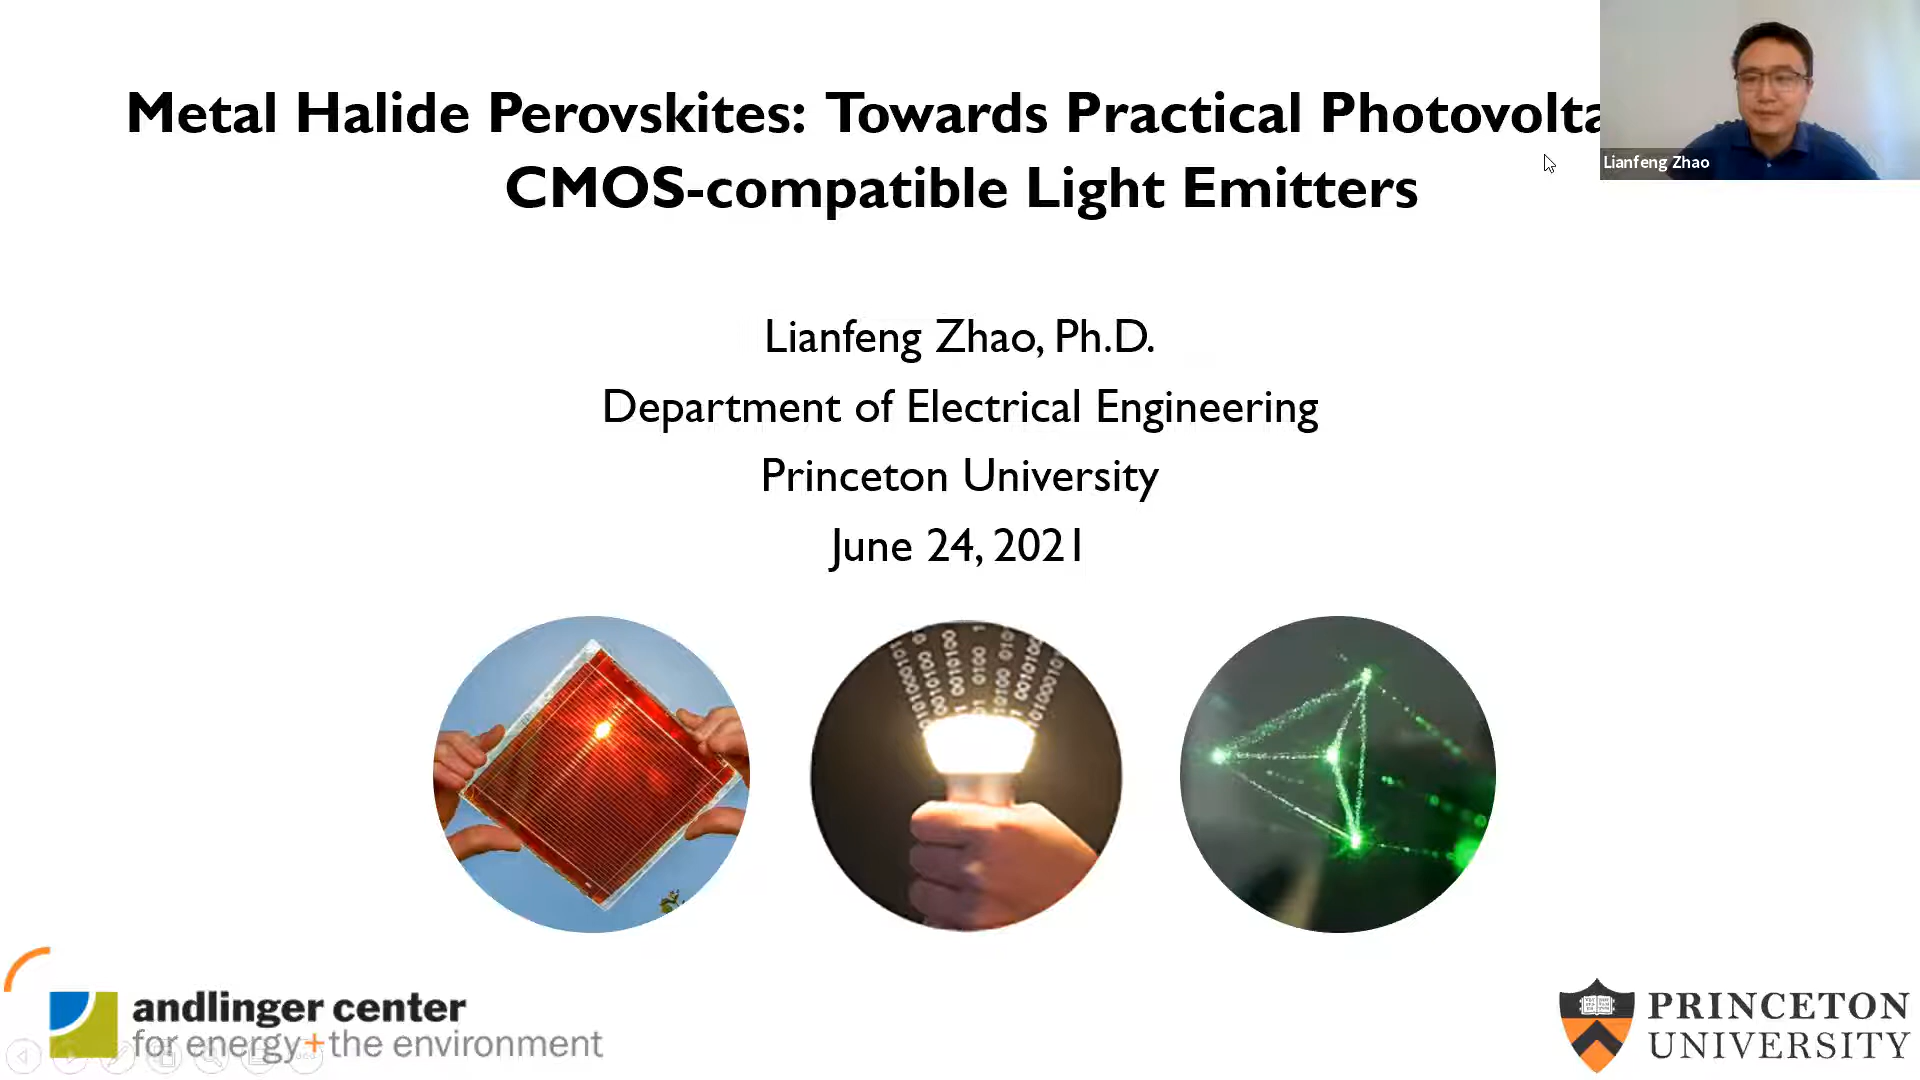 Metal Halide Perovskites: Towards Practical Photovolta
CMOS-compatible Light Emitters
Lianfeng Zhao
Lianfeng Zhao, Ph.D.
Department of Electrical Engineering
Princeton University
June 24, 2021
andlinger center
for energy+the environment
PRINCETON
UNIVERSITY